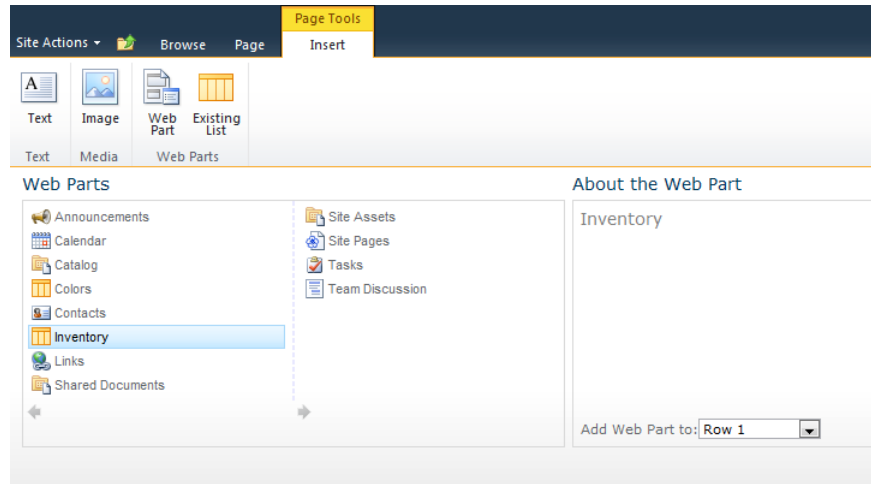 Page Tools
Site Actions Browse Page Insert
A
Text Image Web Part Existing List
Text Media Web Parts
Web Parts
Announcements
Calendar
Catalog
Colors
Contacts
Inventory
Links
Shared Documents
Site Assets
Site Pages
Tasks
Team Discussion
About the Web Part
Inventory
Add Web Part to: Row 1